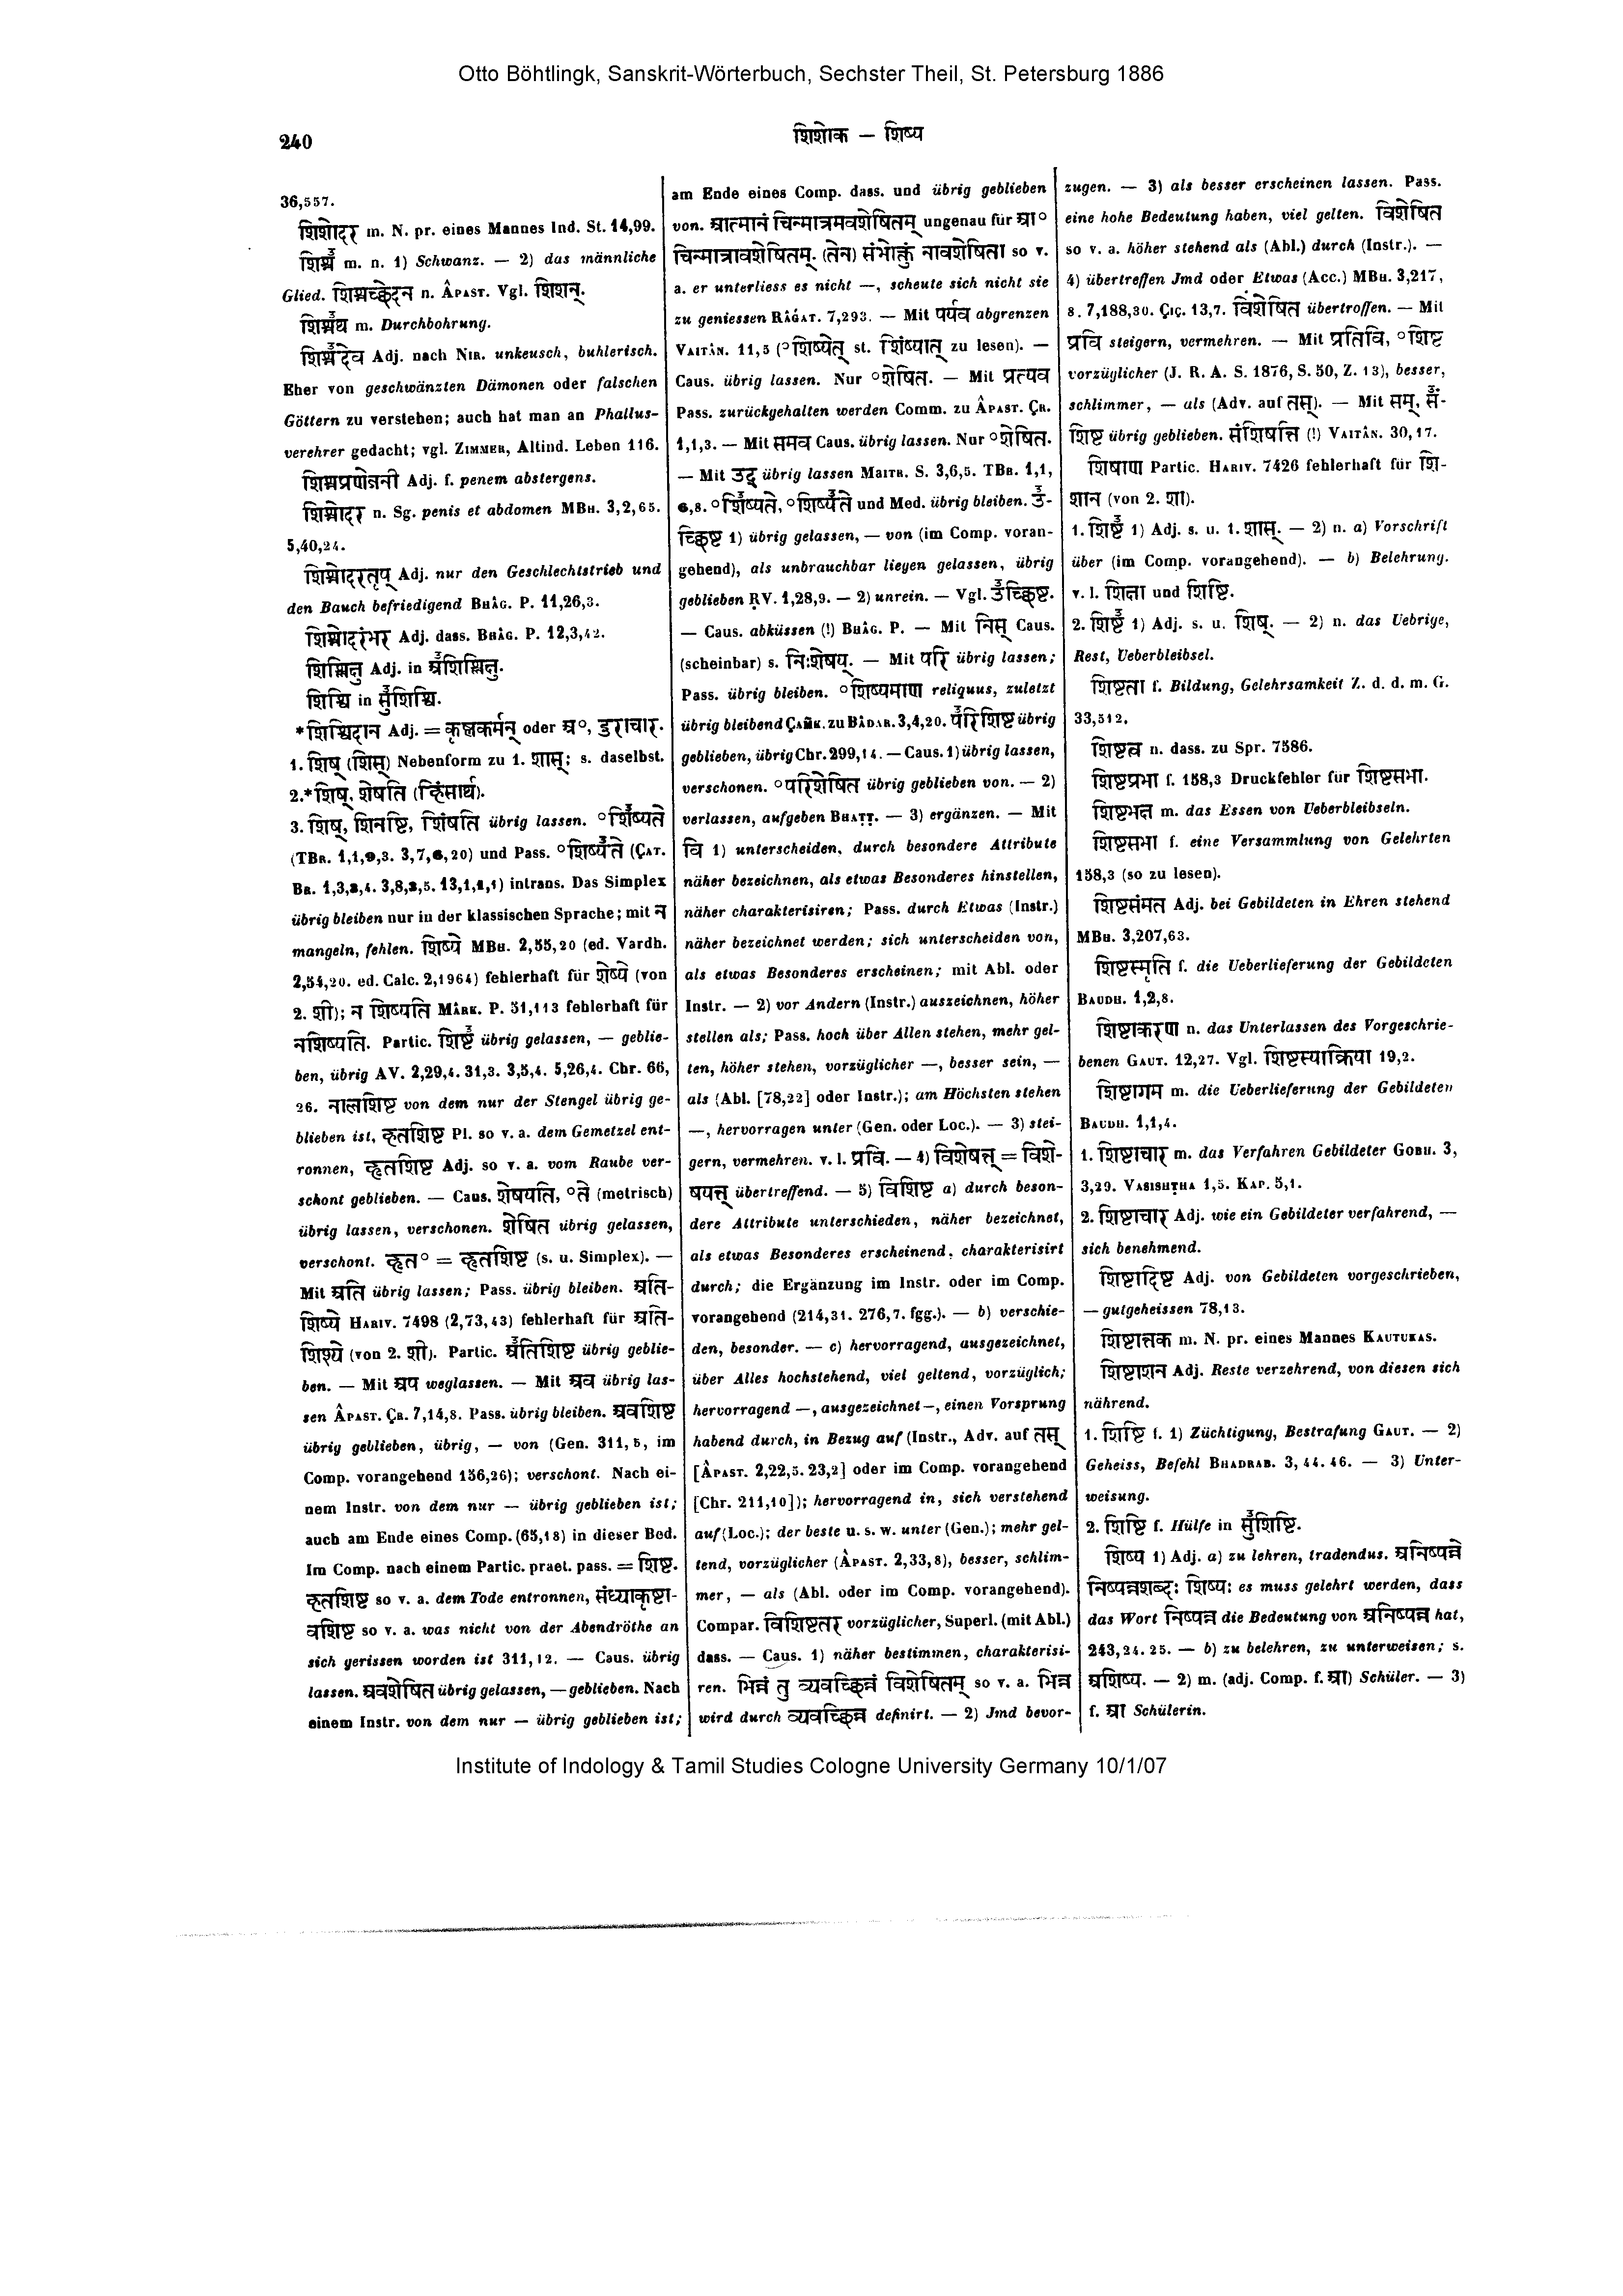 Otto Böhtlingk, Sanskrit-Wörterbuch, Sechster Theil, St. Petersburg 1886
240
शिशोक — शिष्य
36,557.
शिशोदर m. N. pr. eines Mannes Ind. St. 14,99.
शिश्न m. n. 1) Schwanz. — 2) das männliche
Glied. शिश्नच्छेदन n. ÂPAST. Vgl. शिशन्.
शिश्नथ m. Durchbohrung.
शिश्नदेव Adj. nach NIR. unkeusch, buhlerisch.
Eher von geschwänzten Dämonen oder falschen
Göttern zu verstehen; auch hat man an Phallus-
verehrer gedacht; vgl. ZIMMER, Altind. Leben 116.
शिश्नप्रणेजनी Adj. f. penem abstergens.
शिश्नोदर n. Sg. penis et abdomen MBH. 3,2,65.
5,40,24.
शिश्नोदरतृप् Adj. nur den Geschlechtstrieb und
den Bauch befriedigend BHÂG. P. 11,26,3.
शिश्नोदरंभर Adj. dass. BHÂG. P. 12,3,42.
शिश्लिक्षु Adj. in
शिश्वि in सुशिश्वि.
*शिश्विदान Adj. = कृष्णकर्मन् oder अ°, दुराचार.
1. शिष् (शिस्) Nebenform zu 1. शास्; s. daselbst.
2.*शिष्, शेषति (हिंसार्थ).
3. शिष्, शिनष्टि, शिंषति übrig lassen. °शिष्यते
(TBR. 1,1,9,3. 3,7,6,20) und Pass. °शिष्यते (ÇAT.
BR. 1,3,8,4. 3,8,2,5. 13,1,1,1) intrans. Das Simplex
übrig bleiben nur in der klassischen Sprache; mit न
mangeln, fehlen. शिष्ये MBH. 2,55,20 (ed. Vardh.
2,54,20. ed. Calc. 2,1964) fehlerhaft für शेष्ये (von
2. शी); न शिष्यति MÂRK. P. 51,113 fehlerhaft für
नशिष्यति. Partic. शिष्ट übrig gelassen, — geblie-
ben, übrig AV. 2,29,4. 31,3. 3,5,4. 5,26,4. Chr. 66,
26. नालशिष्ट von dem nur der Stengel übrig ge-
blieben ist, हतशिष्ट Pl. so v. a. dem Gemetzel ent-
ronnen, हृतशिष्ट Adj. so v. a. vom Raube ver-
schont geblieben. — Caus. शेषयति, °ते (metrisch)
übrig lassen, verschonen. शेषित übrig gelassen,
verschont. हृत° = हृतशिष्ट (s. u. Simplex). —
Mit अति übrig lassen; Pass. übrig bleiben. अति-
शिष्ये HARIV. 7498 (2,73,43) fehlerhaft für अति-
शिश्ये (von 2. शी). Partic. अतिशिष्ट übrig geblie-
ben. — Mit अप weglassen. — Mit अव übrig las-
sen ÂPAST. ÇR. 7,14,8. Pass. übrig bleiben. अवशिष्ट
übrig geblieben, übrig, — von (Gen. 311,5, im
Comp. vorangehend 156,26); verschont. Nach ei-
nem Instr. von dem nur — übrig geblieben ist;
auch am Ende eines Comp. (65,18) in dieser Bed.
Im Comp. nach einem Partic. praet. pass. = शिष्ट.
हतशिष्ट so v. a. dem Tode entronnen, संध्याकृष्टा-
वशिष्ट so v. a. was nicht von der Abendröthe an
sich gerissen worden ist 311,12. — Caus. übrig
lassen. अवशेषित übrig gelassen, — geblieben. Nach
einem Instr. von dem nur — übrig geblieben ist;
am Ende eines Comp. dass. und übrig geblieben
von. आत्मानं चिन्मात्रमवशेषितम् ungenau für आ°
चिन्मात्रावशेषितम्. (तेन) संभोक्तुं नावशेषिता so v.
a. er unterliess es nicht —, scheute sich nicht sie
zu geniessen RÂGAT. 7,293. — Mit पर्यव abgrenzen
VAITÂN. 11,5 (°शिष्येत् st. शिंष्यात् zu lesen). —
Caus. übrig lassen. Nur °शेषित. — Mit प्रत्यव
Pass. zurückgehalten werden Comm. zu ÂPAST. ÇR.
1,1,3. — Mit समव Caus. übrig lassen. Nur °शेषित.
— Mit उद् übrig lassen MAITR. S. 3,6,5. TBR. 1,1,
6,8. °शिष्यते, °शिष्यते und Med. übrig bleiben. उ-
च्छिष्ट 1) übrig gelassen, — von (im Comp. voran-
gehend), als unbrauchbar liegen gelassen, übrig
geblieben ṚV. 1,28,9. — 2) unrein. — Vgl. उच्छिष्ट.
— Caus. abküssen (!) BHÂG. P. — Mit निस् Caus.
(scheinbar) s. निःशेषय्. — Mit परि übrig lassen;
Pass. übrig bleiben. °शिष्यमाण reliquus, zuletzt
übrig bleibend ÇAṂK. zu BÂDAR. 3,4,20. परिशिष्ट übrig
geblieben, übrig Chr. 299,14. — Caus. 1) übrig lassen,
verschonen. °परिशेषित übrig geblieben von. — 2)
verlassen, aufgeben BHAṬṬ. — 3) ergänzen. — Mit
वि 1) unterscheiden, durch besondere Attribute
näher bezeichnen, als etwas Besonderes hinstellen,
näher charakterisiren; Pass. durch Etwas (Instr.)
näher bezeichnet werden; sich unterscheiden von,
als etwas Besonderes erscheinen; mit Abl. oder
Instr. — 2) vor Andern (Instr.) auszeichnen, höher
stellen als; Pass. hoch über Allen stehen, mehr gel-
ten, höher stehen, vorzüglicher —, besser sein, —
als (Abl. [78,22] oder Instr.); am Höchsten stehen
—, hervorragen unter (Gen. oder Loc.). — 3) stei-
gern, vermehren. v. l. प्रवि. — 4) विशेषत् = विशे-
षयत् übertreffend. — 5) विशिष्ट a) durch beson-
dere Attribute unterschieden, näher bezeichnet,
als etwas Besonderes erscheinend, charakterisirt
durch; die Ergänzung im Instr. oder im Comp.
vorangehend (214,31. 276,7. fgg.). — b) verschie-
den, besonder. — c) hervorragend, ausgezeichnet,
über Alles hochstehend, viel geltend, vorzüglich;
hervorragend —, ausgezeichnet —, einen Vorsprung
habend durch, in Bezug auf (Instr., Adv. auf तस्
[ÂPAST. 2,22,5. 23,2] oder im Comp. vorangehend
[Chr. 211,10]); hervorragend in, sich verstehend
auf (Loc.); der beste u. s. w. unter (Gen.); mehr gel-
tend, vorzüglicher (ÂPAST. 2,33,8), besser, schlim-
mer, — als (Abl. oder im Comp. vorangehend).
Compar. विशिष्टतर vorzüglicher, Superl. (mit Abl.)
dass. — Caus. 1) näher bestimmen, charakterisi-
ren. भिन्नं तु व्यवच्छिन्नं विशेषितम् so v. a. भिन्न
wird durch व्यवच्छिन्न definirt. — 2) Jmd bevor-
zugen. — 3) als besser erscheinen lassen. Pass.
eine hohe Bedeutung haben, viel gelten. विशेषित
so v. a. höher stehend als (Abl.) durch (Instr.). —
4) übertreffen Jmd oder Etwas (Acc.) MBH. 3,217,
8. 7,188,30. ÇIÇ. 13,7. विशेषित übertroffen. — Mit
प्रवि steigern, vermehren. — Mit प्रतिवि, °शिष्ट
vorzüglicher (J. R. A. S. 1876, S. 50, Z. 13), besser,
schlimmer, — als (Adv. auf तस्). — Mit सम्, सं-
शिष्ट übrig geblieben. संशिषत्ति (!) VAITÂN. 30,17.
शिषाण Partic. HARIV. 7426 fehlerhaft für शि-
शान (von 2. शा).
1. शिष्ट 1) Adj. s. u. 1. शास्. — 2) n. a) Vorschrift
über (im Comp. vorangehend). — b) Belehrung.
v. l. शिक्षा und शिष्टि.
2. शिष्ट 1) Adj. s. u. शिष्. — 2) n. das Uebrige,
Rest, Ueberbleibsel.
शिष्टता f. Bildung, Gelehrsamkeit Z. d. d. m. G.
33,512.
शिष्टत्व n. dass. zu Spr. 7586.
शिष्टप्रभा f. 158,3 Druckfehler für शिष्टसभा.
शिष्टभक्ष m. das Essen von Ueberbleibseln.
शिष्टसभा f. eine Versammlung von Gelehrten
158,3 (so zu lesen).
शिष्टसंमत Adj. bei Gebildeten in Ehren stehend
MBH. 3,207,63.
शिष्टस्मृति f. die Ueberlieferung der Gebildeten
BAUDH. 1,2,8.
शिष्टाकरण n. das Unterlassen des Vorgeschrie-
benen GAUT. 12,27. Vgl. शिष्टस्याक्रिया 19,2.
शिष्टागम m. die Ueberlieferung der Gebildeten
BAUDH. 1,1,4.
1. शिष्टाचार m. das Verfahren Gebildeter GOBH. 3,
3,29. VASISHṬHA 1,5. KAP. 5,1.
2. शिष्टाचार Adj. wie ein Gebildeter verfahrend, —
sich benehmend.
शिष्टादिष्ट Adj. von Gebildeten vorgeschrieben,
— gutgeheissen 78,13.
शिष्टान्तक m. N. pr. eines Mannes KAUTUKAS.
शिष्टाशन Adj. Reste verzehrend, von diesen sich
nährend.
1. शिष्टि f. 1) Züchtigung, Bestrafung GAUT. — 2)
Geheiss, Befehl BHADRAB. 3,44.46. — 3) Unter-
weisung.
2. शिष्टि f. Hülfe in सुशिष्टि.
शिष्य 1) Adj. a) zu lehren, tradendus. अनिष्पन्ने
निष्पन्नशब्दः शिष्यः es muss gelehrt werden, dass
das Wort निष्पन्न die Bedeutung von अनिष्पन्न hat,
243,24.25. — b) zu belehren, zu unterweisen; s.
अशिष्य. — 2) m. (adj. Comp. f. आ) Schüler. — 3)
f. आ Schülerin.
Institute of Indology & Tamil Studies Cologne University Germany 10/1/07